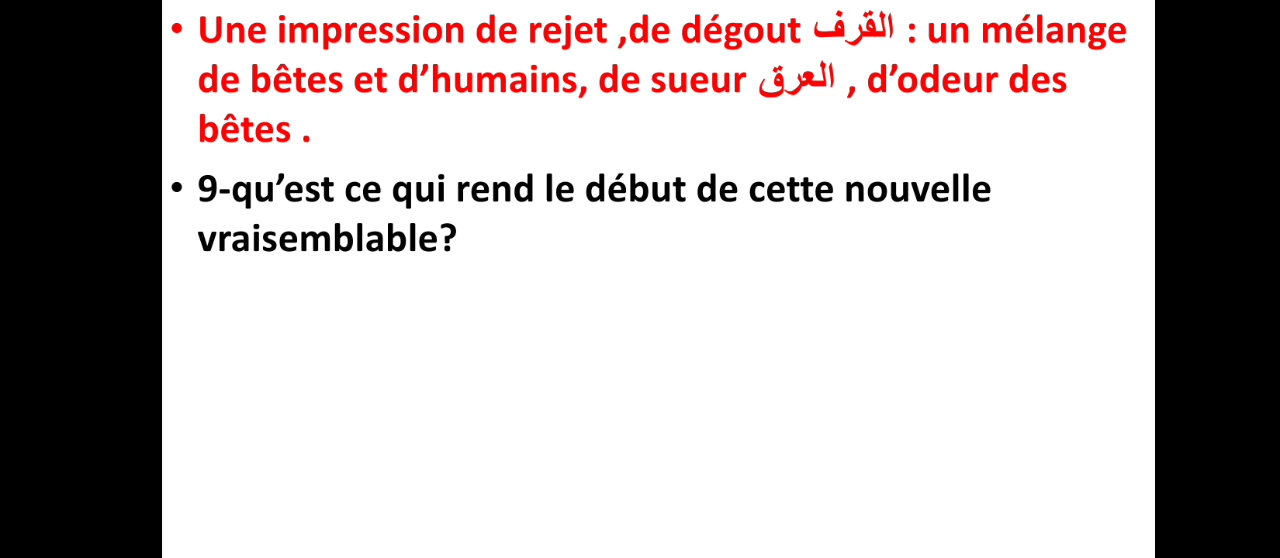 • Une impression de rejet ,de dégout القرف : un mélange
de bêtes et d’humains, de sueur العرق , d’odeur des
bêtes .
• 9-qu’est ce qui rend le début de cette nouvelle
vraisemblable?